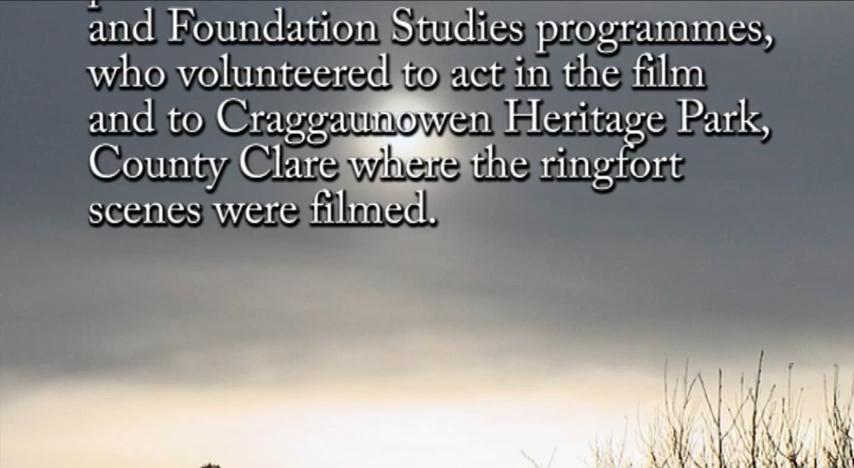 and Foundation Studies programmes,
who volunteered to act in the film
and to Craggaunowen Heritage Park,
County Clare where the ringfort
scenes were filmed.